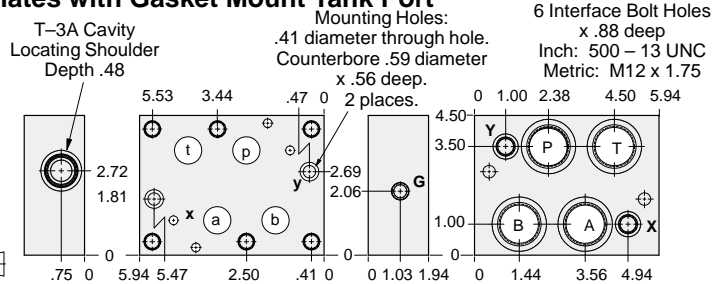 ates with Gasket Mount Tank Port
T–3A Cavity
Locating Shoulder
Depth .48
Mounting Holes:
.41 diameter through hole.
Counterbore .59 diameter
x .56 deep.
2 places.
6 Interface Bolt Holes
x .88 deep
Inch: 500 – 13 UNC
Metric: M12 x 1.75
5.53 3.44 .47 0
0 1.00 2.38 4.50 5.94
4.50
3.50
Y P T
t p
2.72
1.81
y
2.69
2.06
G
x a b
1.00
B A X
0 0 0
.75 0 5.94 5.47 2.50 .41 0 0 1.03 1.94 0 1.44 3.56 4.94